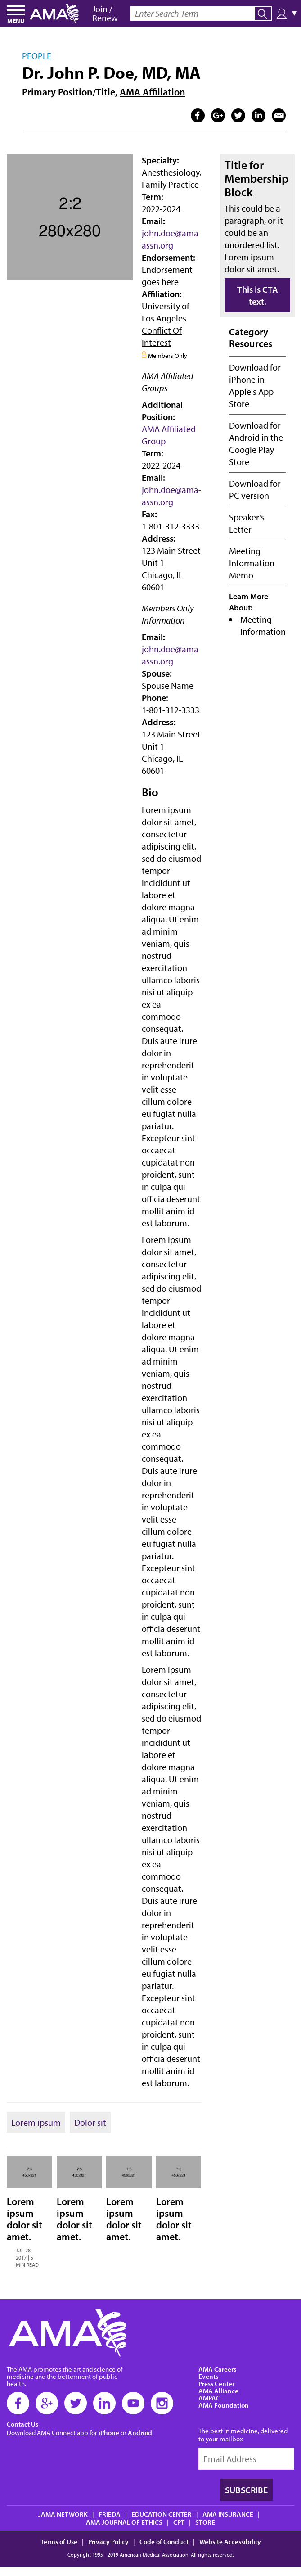 MENU
AMA
Join /
Renew
Enter Search Term
PEOPLE
Dr. John P. Doe, MD, MA
Primary Position/Title, AMA Affiliation
2:2
280x280
Specialty:
Anesthesiology,
Family Practice
Term:
2022-2024
Email:
john.doe@ama-
assn.org
Endorsement:
Endorsement
goes here
Affiliation:
University of
Los Angeles
Conflict Of
Interest
Members Only
AMA Affiliated
Groups
Additional
Position:
AMA Affiliated
Group
Term:
2022-2024
Email:
john.doe@ama-
assn.org
Fax:
1-801-312-3333
Address:
123 Main Street
Unit 1
Chicago, IL
60601
Members Only
Information
Email:
john.doe@ama-
assn.org
Spouse:
Spouse Name
Phone:
1-801-312-3333
Address:
123 Main Street
Unit 1
Chicago, IL
60601
Bio
Lorem ipsum
dolor sit amet,
consectetur
adipiscing elit,
sed do eiusmod
tempor
incididunt ut
labore et
dolore magna
aliqua. Ut enim
ad minim
veniam, quis
nostrud
exercitation
ullamco laboris
nisi ut aliquip
ex ea
commodo
consequat.
Duis aute irure
dolor in
reprehenderit
in voluptate
velit esse
cillum dolore
eu fugiat nulla
pariatur.
Excepteur sint
occaecat
cupidatat non
proident, sunt
in culpa qui
officia deserunt
mollit anim id
est laborum.
Lorem ipsum
dolor sit amet,
consectetur
adipiscing elit,
sed do eiusmod
tempor
incididunt ut
labore et
dolore magna
aliqua. Ut enim
ad minim
veniam, quis
nostrud
exercitation
ullamco laboris
nisi ut aliquip
ex ea
commodo
consequat.
Duis aute irure
dolor in
reprehenderit
in voluptate
velit esse
cillum dolore
eu fugiat nulla
pariatur.
Excepteur sint
occaecat
cupidatat non
proident, sunt
in culpa qui
officia deserunt
mollit anim id
est laborum.
Lorem ipsum
dolor sit amet,
consectetur
adipiscing elit,
sed do eiusmod
tempor
incididunt ut
labore et
dolore magna
aliqua. Ut enim
ad minim
veniam, quis
nostrud
exercitation
ullamco laboris
nisi ut aliquip
ex ea
commodo
consequat.
Duis aute irure
dolor in
reprehenderit
in voluptate
velit esse
cillum dolore
eu fugiat nulla
pariatur.
Excepteur sint
occaecat
cupidatat non
proident, sunt
in culpa qui
officia deserunt
mollit anim id
est laborum.
Title for
Membership
Block
This could be a
paragraph, or it
could be an
unordered list.
Lorem ipsum
dolor sit amet.
This is CTA
text.
Category
Resources
Download for
iPhone in
Apple's App
Store
Download for
Android in the
Google Play
Store
Download for
PC version
Speaker's
Letter
Meeting
Information
Memo
Learn More
About:
Meeting
Information
Lorem ipsum
Dolor sit
Lorem
ipsum
dolor sit
amet.
JUL 28,
2017 | 5
MIN READ
Lorem
ipsum
dolor sit
amet.
Lorem
ipsum
dolor sit
amet.
Lorem
ipsum
dolor sit
amet.
AMA
The AMA promotes the art and science of
medicine and the betterment of public
health.
Contact Us
Download AMA Connect app for iPhone or Android
AMA Careers
Events
Press Center
AMA Alliance
AMPAC
AMA Foundation
The best in medicine, delivered
to your mailbox
Email Address
SUBSCRIBE
JAMA NETWORK | FRIEDA | EDUCATION CENTER | AMA INSURANCE |
AMA JOURNAL OF ETHICS | CPT | STORE
Terms of Use | Privacy Policy | Code of Conduct | Website Accessibility
Copyright 1995 - 2019 American Medical Association. All rights reserved.